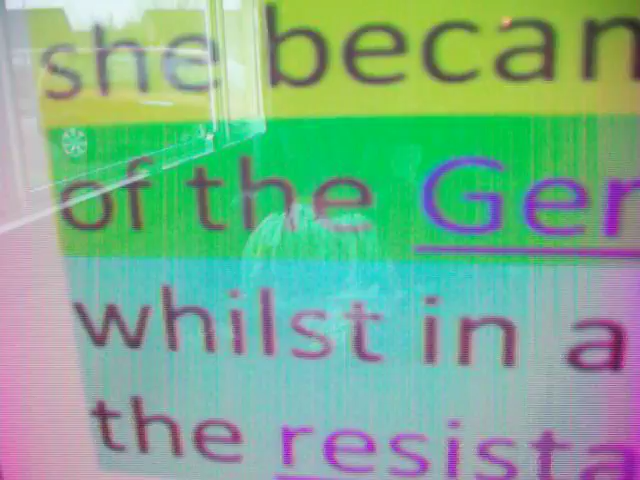 she becan
of the Ger
whilst in a
the resista